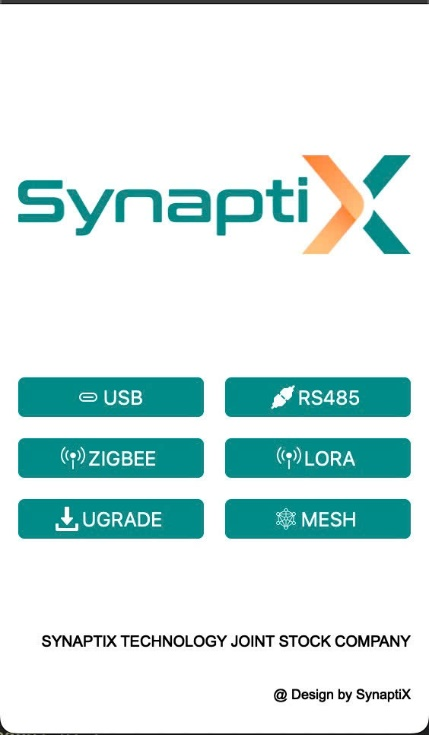 SynaptiX
USB
RS485
ZIGBEE
LORA
UGRADE
MESH
SYNAPTIX TECHNOLOGY JOINT STOCK COMPANY
@ Design by SynaptiX